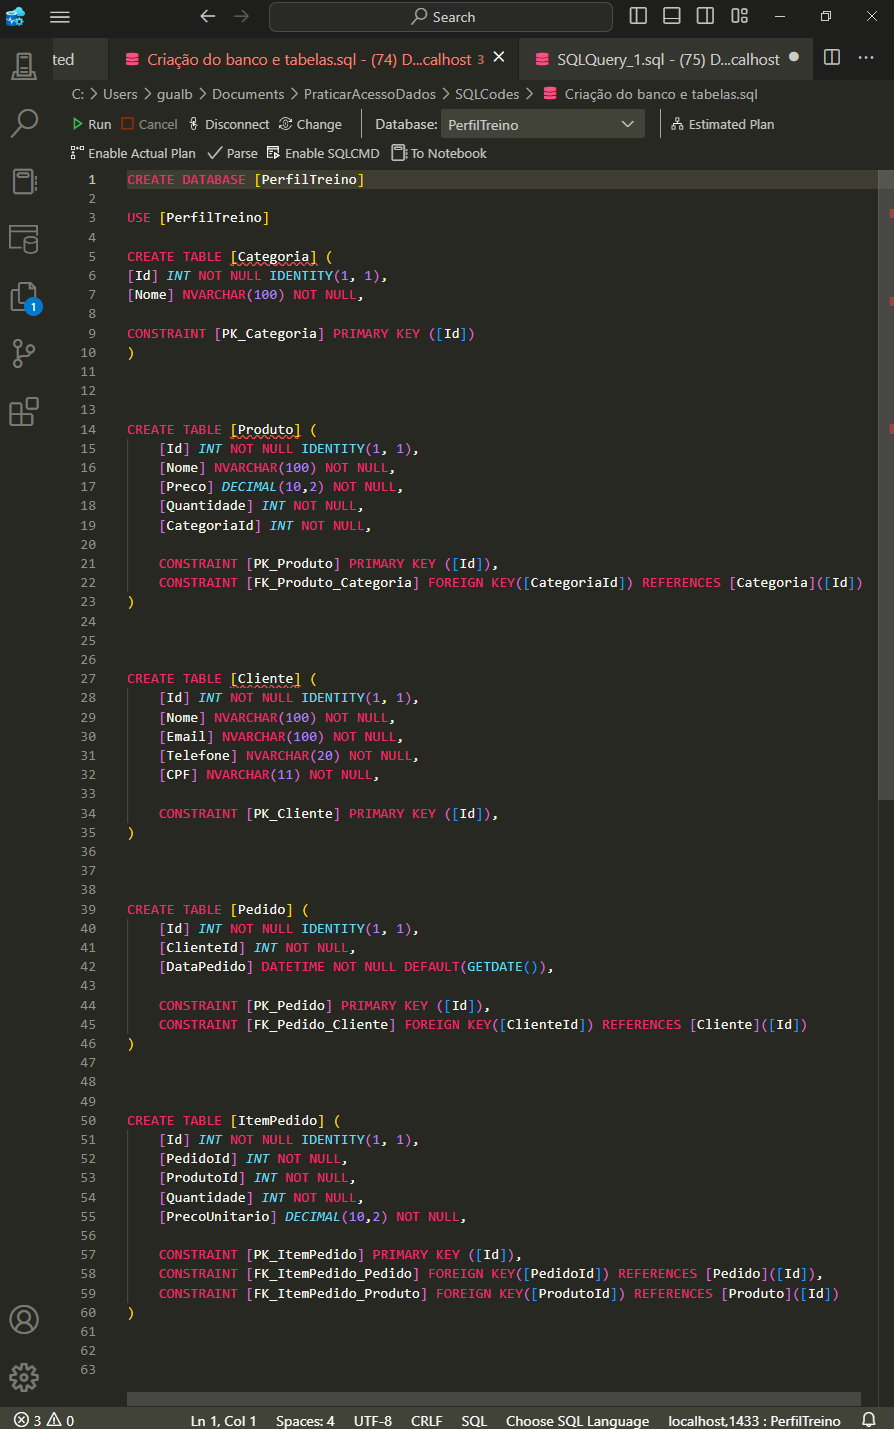 Search
ted
Criação do banco e tabelas.sql - (74) D...calhost 3
SQLQuery_1.sql - (75) D...calhost
C: > Users > gualb > Documents > PraticarAcessoDados > SQLCodes > Criação do banco e tabelas.sql
Run Cancel Disconnect Change Database: PerfilTreino Estimated Plan
Enable Actual Plan Parse Enable SQLCMD To Notebook
1 CREATE DATABASE [PerfilTreino]
2
3 USE [PerfilTreino]
4
5 CREATE TABLE [Categoria] (
6 [Id] INT NOT NULL IDENTITY(1, 1),
7 [Nome] NVARCHAR(100) NOT NULL,
8
9 CONSTRAINT [PK_Categoria] PRIMARY KEY ([Id])
10 )
11
12
13
14 CREATE TABLE [Produto] (
15 [Id] INT NOT NULL IDENTITY(1, 1),
16 [Nome] NVARCHAR(100) NOT NULL,
17 [Preco] DECIMAL(10,2) NOT NULL,
18 [Quantidade] INT NOT NULL,
19 [CategoriaId] INT NOT NULL,
20
21 CONSTRAINT [PK_Produto] PRIMARY KEY ([Id]),
22 CONSTRAINT [FK_Produto_Categoria] FOREIGN KEY([CategoriaId]) REFERENCES [Categoria]([Id])
23 )
24
25
26
27 CREATE TABLE [Cliente] (
28 [Id] INT NOT NULL IDENTITY(1, 1),
29 [Nome] NVARCHAR(100) NOT NULL,
30 [Email] NVARCHAR(100) NOT NULL,
31 [Telefone] NVARCHAR(20) NOT NULL,
32 [CPF] NVARCHAR(11) NOT NULL,
33
34 CONSTRAINT [PK_Cliente] PRIMARY KEY ([Id]),
35 )
36
37
38
39 CREATE TABLE [Pedido] (
40 [Id] INT NOT NULL IDENTITY(1, 1),
41 [ClienteId] INT NOT NULL,
42 [DataPedido] DATETIME NOT NULL DEFAULT(GETDATE()),
43
44 CONSTRAINT [PK_Pedido] PRIMARY KEY ([Id]),
45 CONSTRAINT [FK_Pedido_Cliente] FOREIGN KEY([ClienteId]) REFERENCES [Cliente]([Id])
46 )
47
48
49
50 CREATE TABLE [ItemPedido] (
51 [Id] INT NOT NULL IDENTITY(1, 1),
52 [PedidoId] INT NOT NULL,
53 [ProdutoId] INT NOT NULL,
54 [Quantidade] INT NOT NULL,
55 [PrecoUnitario] DECIMAL(10,2) NOT NULL,
56
57 CONSTRAINT [PK_ItemPedido] PRIMARY KEY ([Id]),
58 CONSTRAINT [FK_ItemPedido_Pedido] FOREIGN KEY([PedidoId]) REFERENCES [Pedido]([Id]),
59 CONSTRAINT [FK_ItemPedido_Produto] FOREIGN KEY([ProdutoId]) REFERENCES [Produto]([Id])
60 )
61
62
63
1
3 0 Ln 1, Col 1 Spaces: 4 UTF-8 CRLF SQL Choose SQL Language localhost,1433 : PerfilTreino